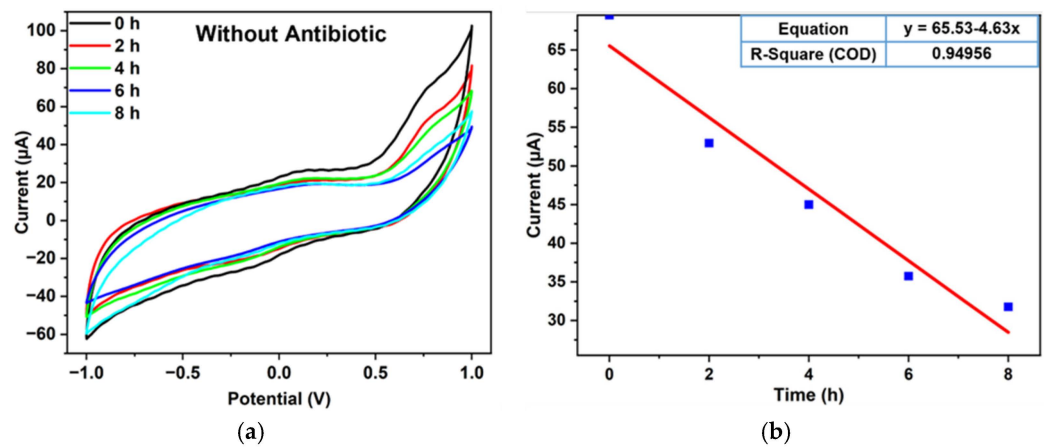 Without Antibiotic
0 h
2 h
4 h
6 h
8 h
100
80
60
40
20
0
−20
−40
−60
Current (µA)
−1.0
−0.5
0.0
0.5
1.0
Potential (V)
(a)
Equation
y = 65.53-4.63x
R-Square (COD)
0.94956
65
60
55
50
45
40
35
30
Current (µA)
0
2
4
6
8
Time (h)
(b)